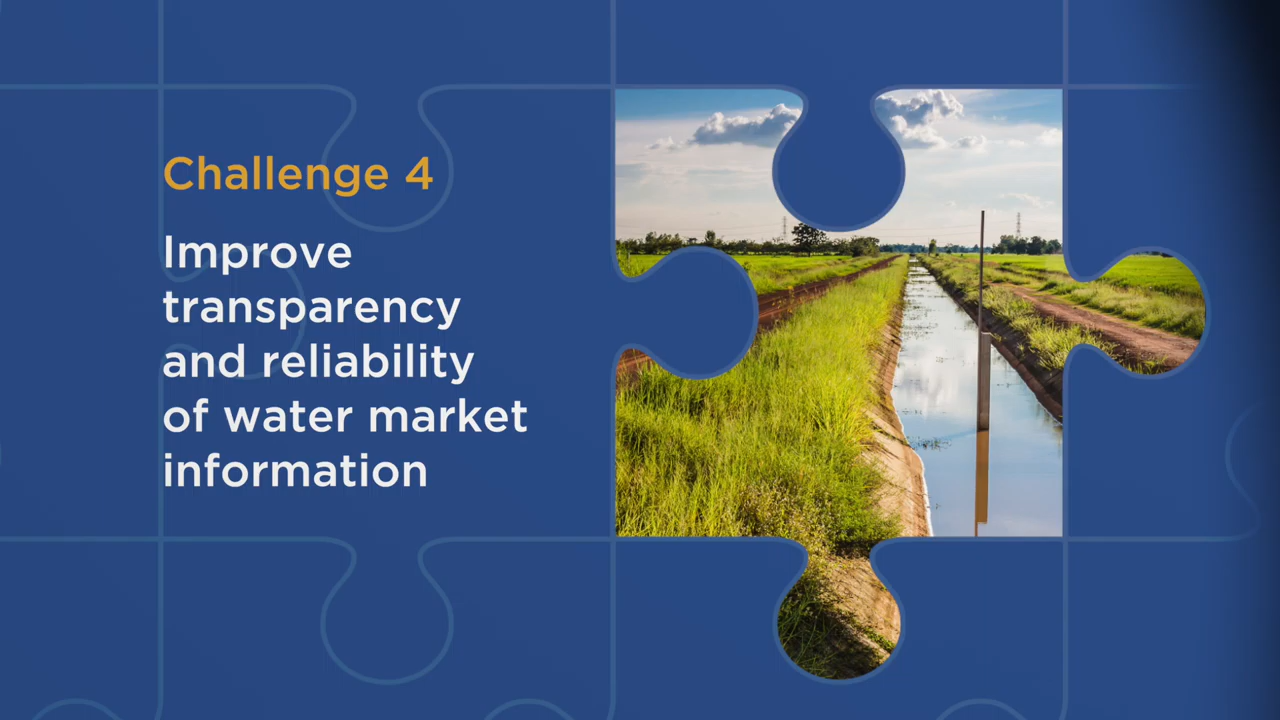 Challenge 4
Improve
transparency
and reliability
of water market
information